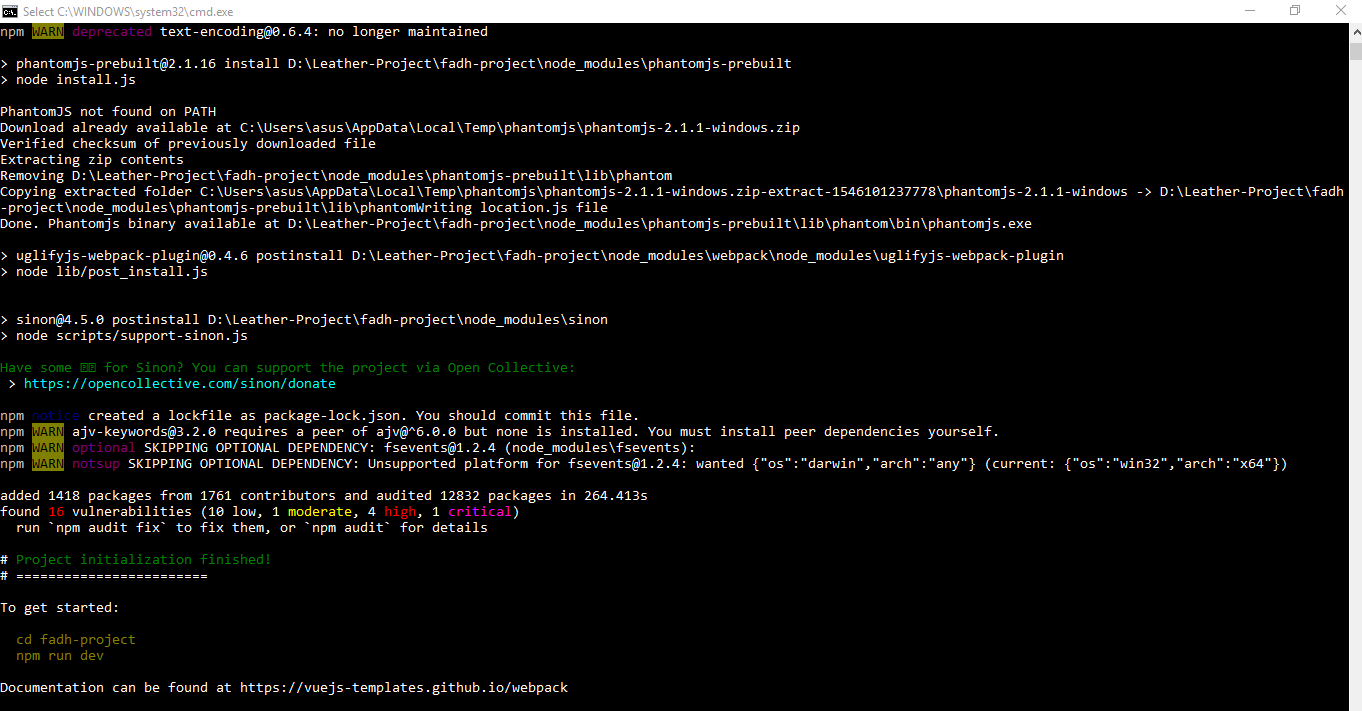 Select C:\WINDOWS\system32\cmd.exe
npm WARN deprecated text-encoding@0.6.4: no longer maintained
> phantomjs-prebuilt@2.1.16 install D:\Leather-Project\fadh-project\node_modules\phantomjs-prebuilt
> node install.js
PhantomJS not found on PATH
Download already available at C:\Users\asus\AppData\Local\Temp\phantomjs\phantomjs-2.1.1-windows.zip
Verified checksum of previously downloaded file
Extracting zip contents
Removing D:\Leather-Project\fadh-project\node_modules\phantomjs-prebuilt\lib\phantom
Copying extracted folder C:\Users\asus\AppData\Local\Temp\phantomjs\phantomjs-2.1.1-windows.zip-extract-1546101237778\phantomjs-2.1.1-windows -> D:\Leather-Project\fadh
-project\node_modules\phantomjs-prebuilt\lib\phantomWriting location.js file
Done. Phantomjs binary available at D:\Leather-Project\fadh-project\node_modules\phantomjs-prebuilt\lib\phantom\bin\phantomjs.exe
> uglifyjs-webpack-plugin@0.4.6 postinstall D:\Leather-Project\fadh-project\node_modules\webpack\node_modules\uglifyjs-webpack-plugin
> node lib/post_install.js
> sinon@4.5.0 postinstall D:\Leather-Project\fadh-project\node_modules\sinon
> node scripts/support-sinon.js
Have some for Sinon? You can support the project via Open Collective:
> https://opencollective.com/sinon/donate
npm notice created a lockfile as package-lock.json. You should commit this file.
npm WARN ajv-keywords@3.2.0 requires a peer of ajv@^6.0.0 but none is installed. You must install peer dependencies yourself.
npm WARN optional SKIPPING OPTIONAL DEPENDENCY: fsevents@1.2.4 (node_modules\fsevents):
npm WARN notsup SKIPPING OPTIONAL DEPENDENCY: Unsupported platform for fsevents@1.2.4: wanted {"os":"darwin","arch":"any"} (current: {"os":"win32","arch":"x64"})
added 1418 packages from 1761 contributors and audited 12832 packages in 264.413s
found 16 vulnerabilities (10 low, 1 moderate, 4 high, 1 critical)
run `npm audit fix` to fix them, or `npm audit` for details
# Project initialization finished!
# ========================
To get started:
cd fadh-project
npm run dev
Documentation can be found at https://vuejs-templates.github.io/webpack